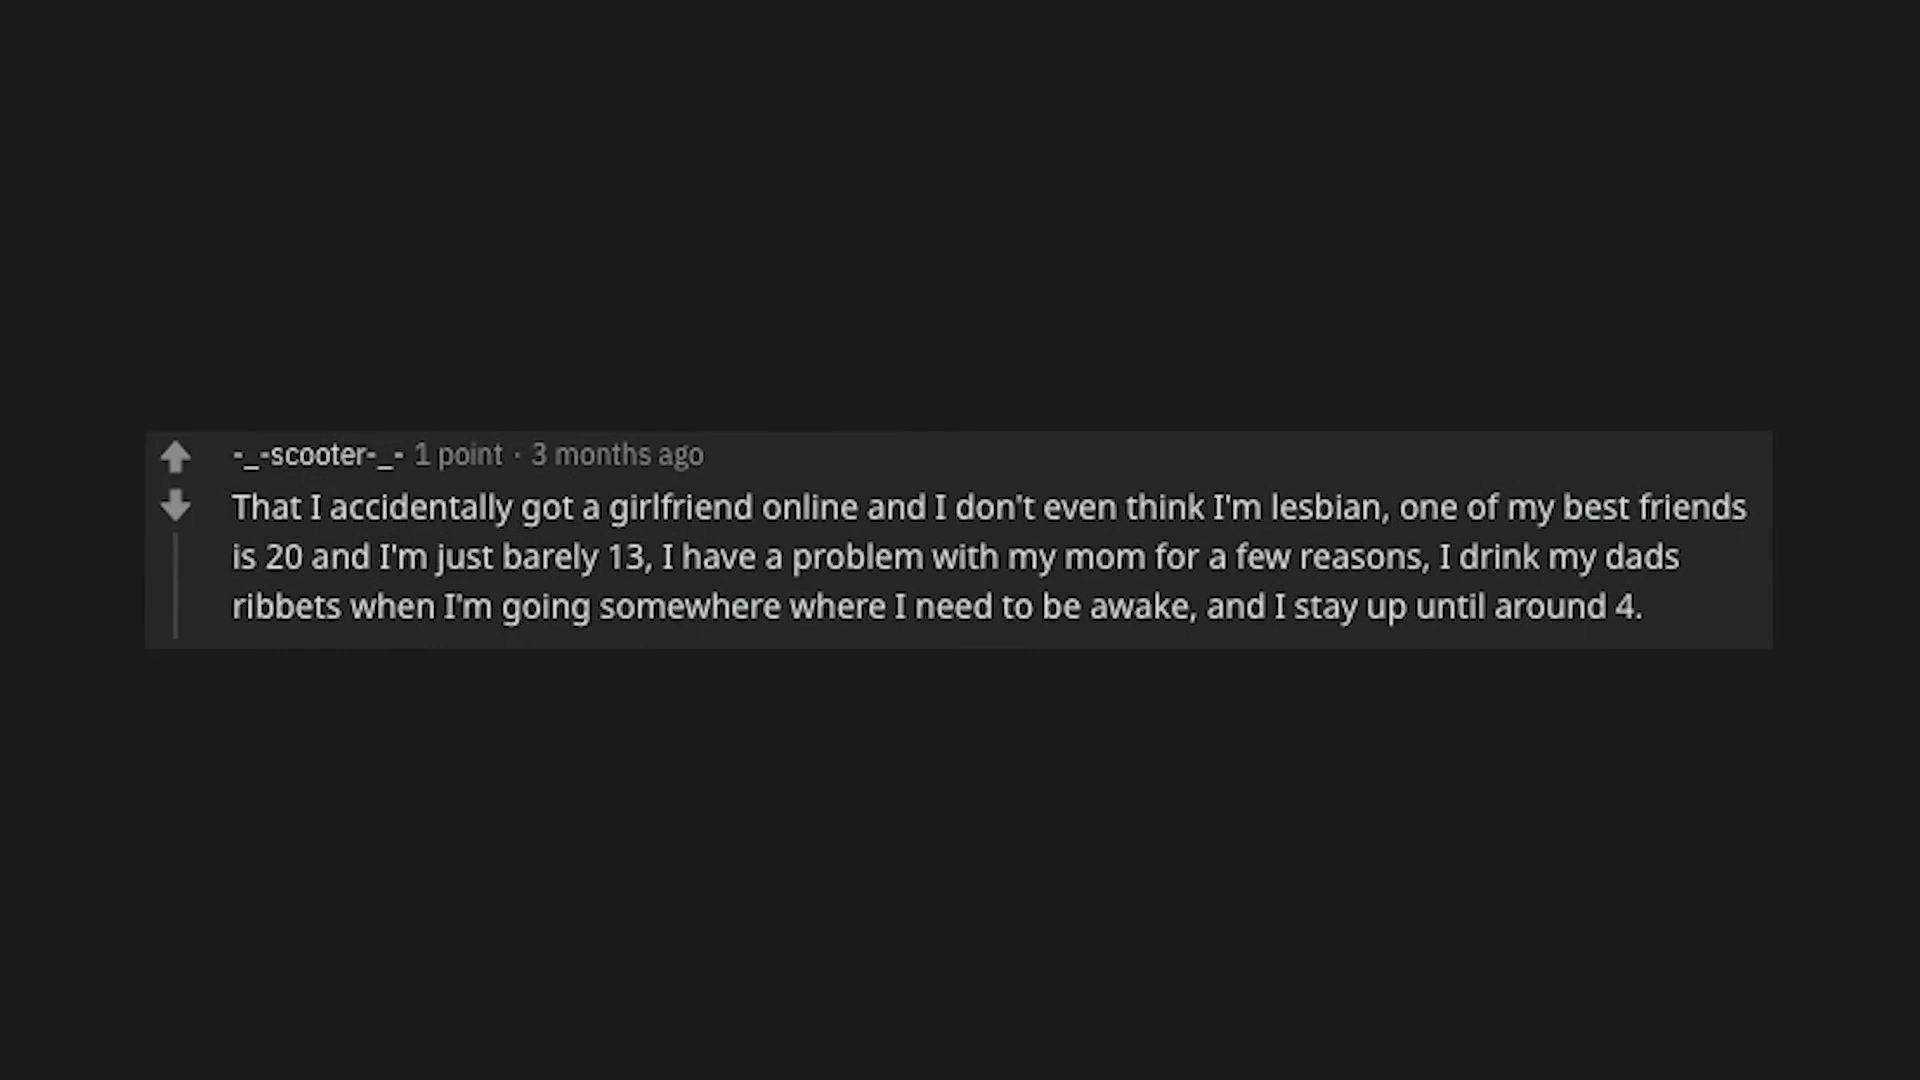 -_-scooter-_- 1 point · 3 months ago
That I accidentally got a girlfriend online and I don't even think I'm lesbian, one of my best friends
is 20 and I'm just barely 13, I have a problem with my mom for a few reasons, I drink my dads
ribbets when I'm going somewhere where I need to be awake, and I stay up until around 4.